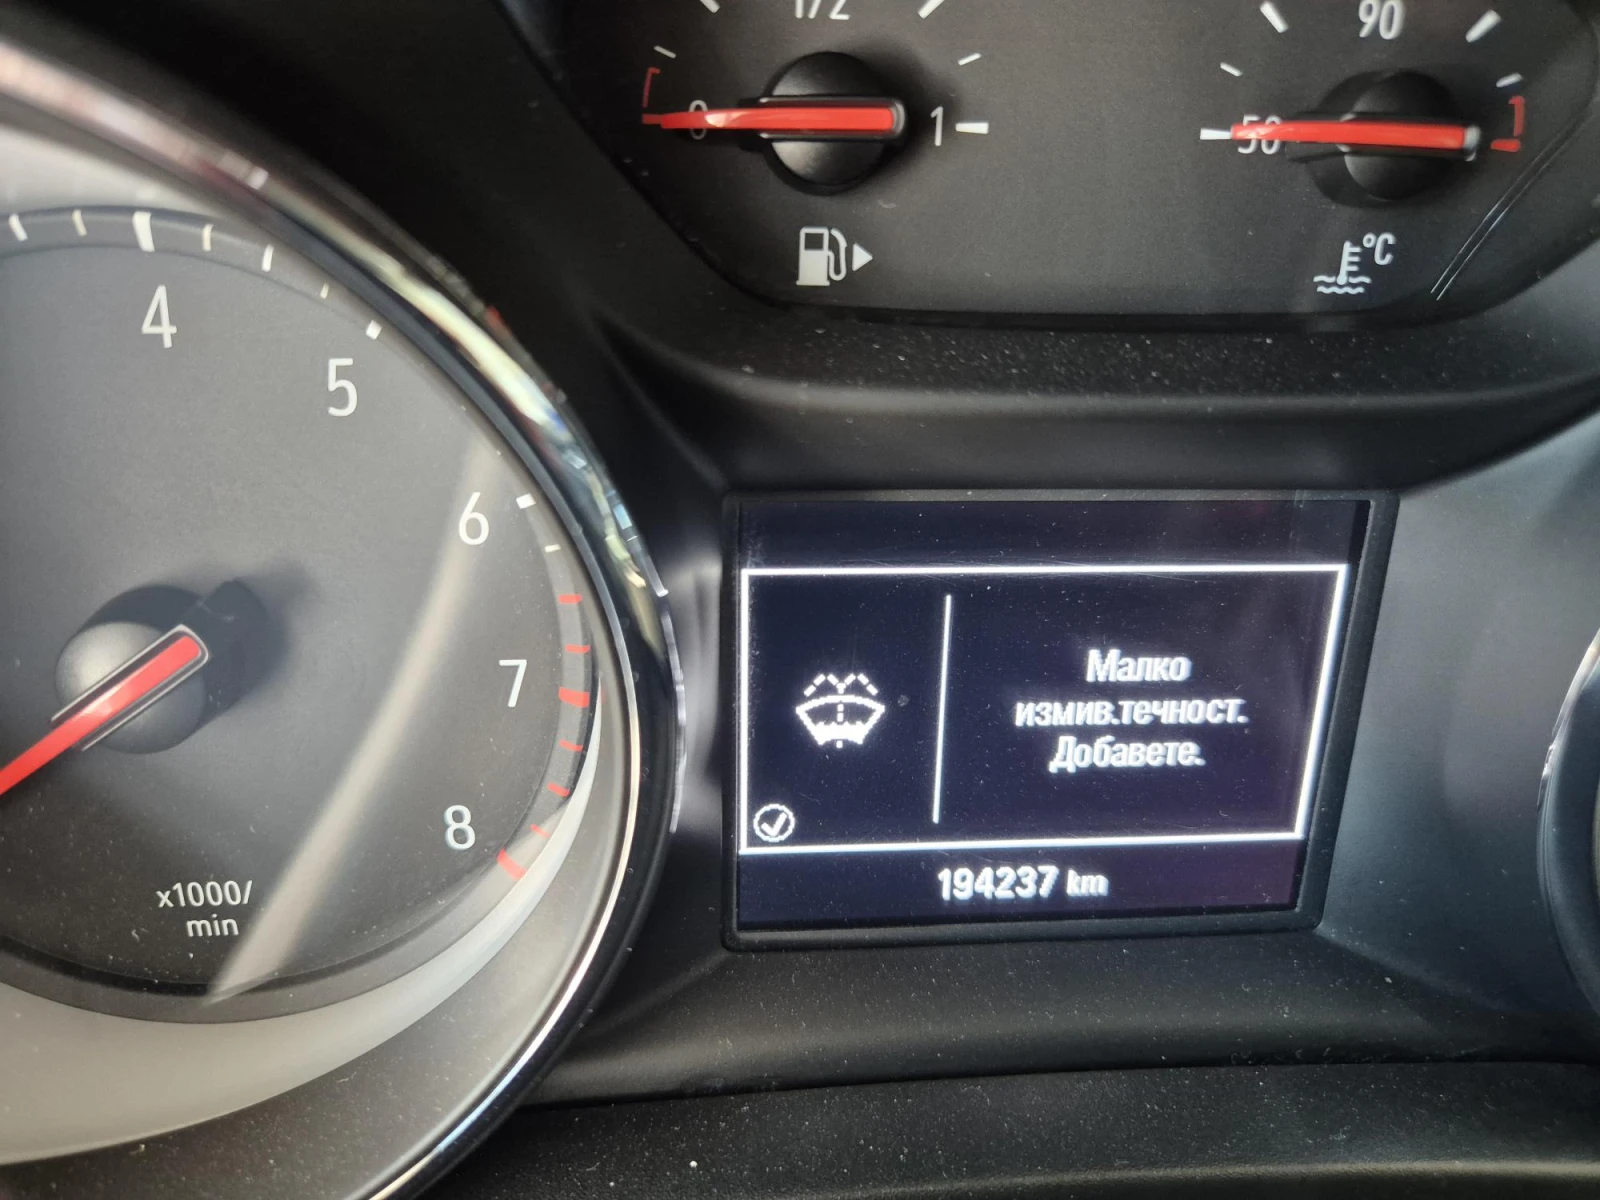 1/2
90
0
1
50
°C
4
5
6
7
8
x1000/
min
Малко
измив.течност.
Добавете.
194237 km